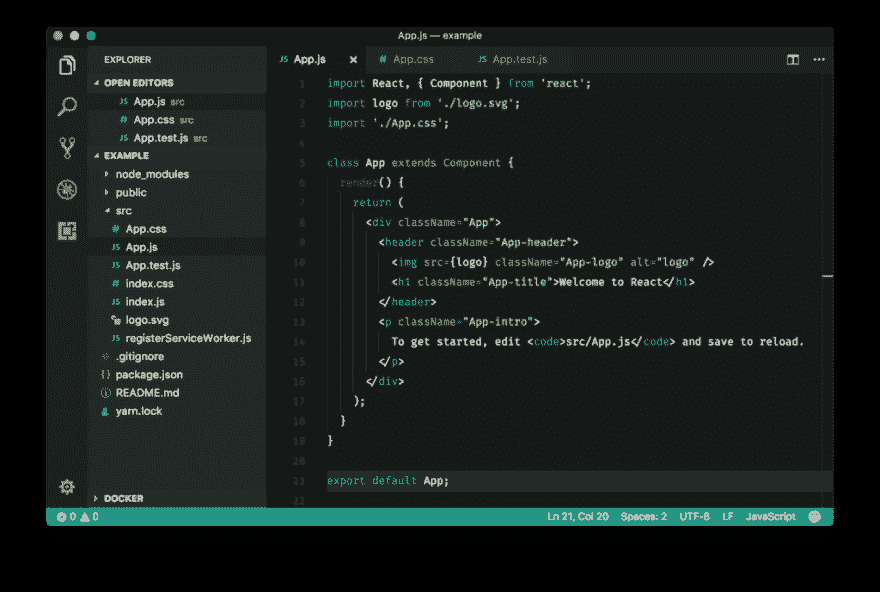 App.js — example
EXPLORER
OPEN EDITORS
JS App.js src
# App.css src
JS App.test.js src
EXAMPLE
node_modules
public
src
# App.css
JS App.js
JS App.test.js
# index.css
JS index.js
logo.svg
JS registerServiceWorker.js
.gitignore
{} package.json
README.md
yarn.lock
DOCKER
JS App.js
# App.css
JS App.test.js
1 import React, { Component } from 'react';
2 import logo from './logo.svg';
3 import './App.css';
4
5 class App extends Component {
6 render() {
7 return (
8 <div className="App">
9 <header className="App-header">
10 <img src={logo} className="App-logo" alt="logo" />
11 <h1 className="App-title">Welcome to React</h1>
12 </header>
13 <p className="App-intro">
14 To get started, edit <code>src/App.js</code> and save to reload.
15 </p>
16 </div>
17 );
18 }
19 }
20
21 export default App;
22
0 0
Ln 21, Col 20 Spaces: 2 UTF-8 LF JavaScript